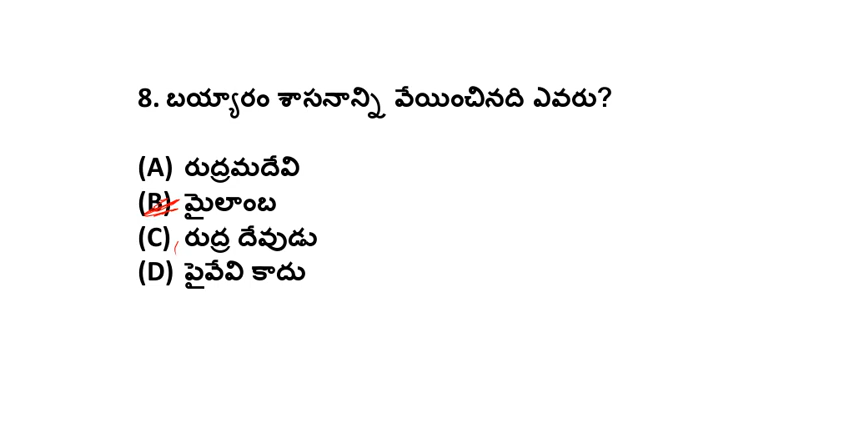 8. బయ్యారం శాసనాన్ని వేయించినది ఎవరు?
(A) రుద్రమదేవి
(B) మైలాంబ
(C) రుద్ర దేవుడు
(D) పైవేవి కాదు